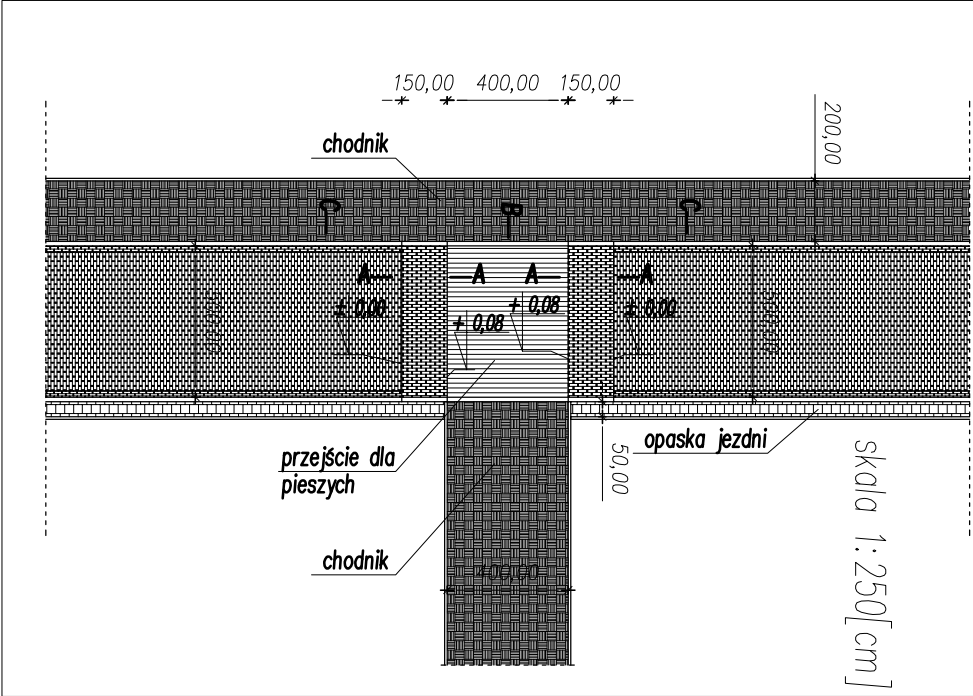 150,00 400,00 150,00
200,00
chodnik
C B C
A A A A
± 0,00 + 0,08 + 0,08 ± 0,00
przejście dla
pieszych
opaska jezdni
50,00
chodnik
400,00
skala 1:250[cm]